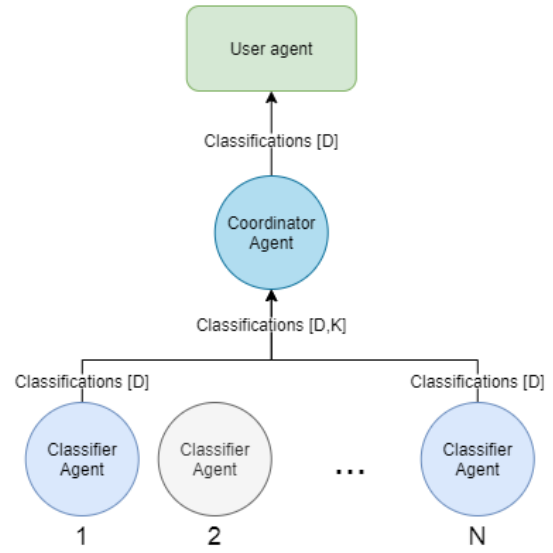 User agent
Classifications [D]
Coordinator
Agent
Classifications [D,K]
Classifications [D]
Classifications [D]
Classifier
Agent
Classifier
Agent
...
Classifier
Agent
1
2
N